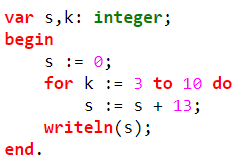 var s,k: integer;
begin
    s := 0;
    for k := 3 to 10 do
        s := s + 13;
    writeln(s);
end.